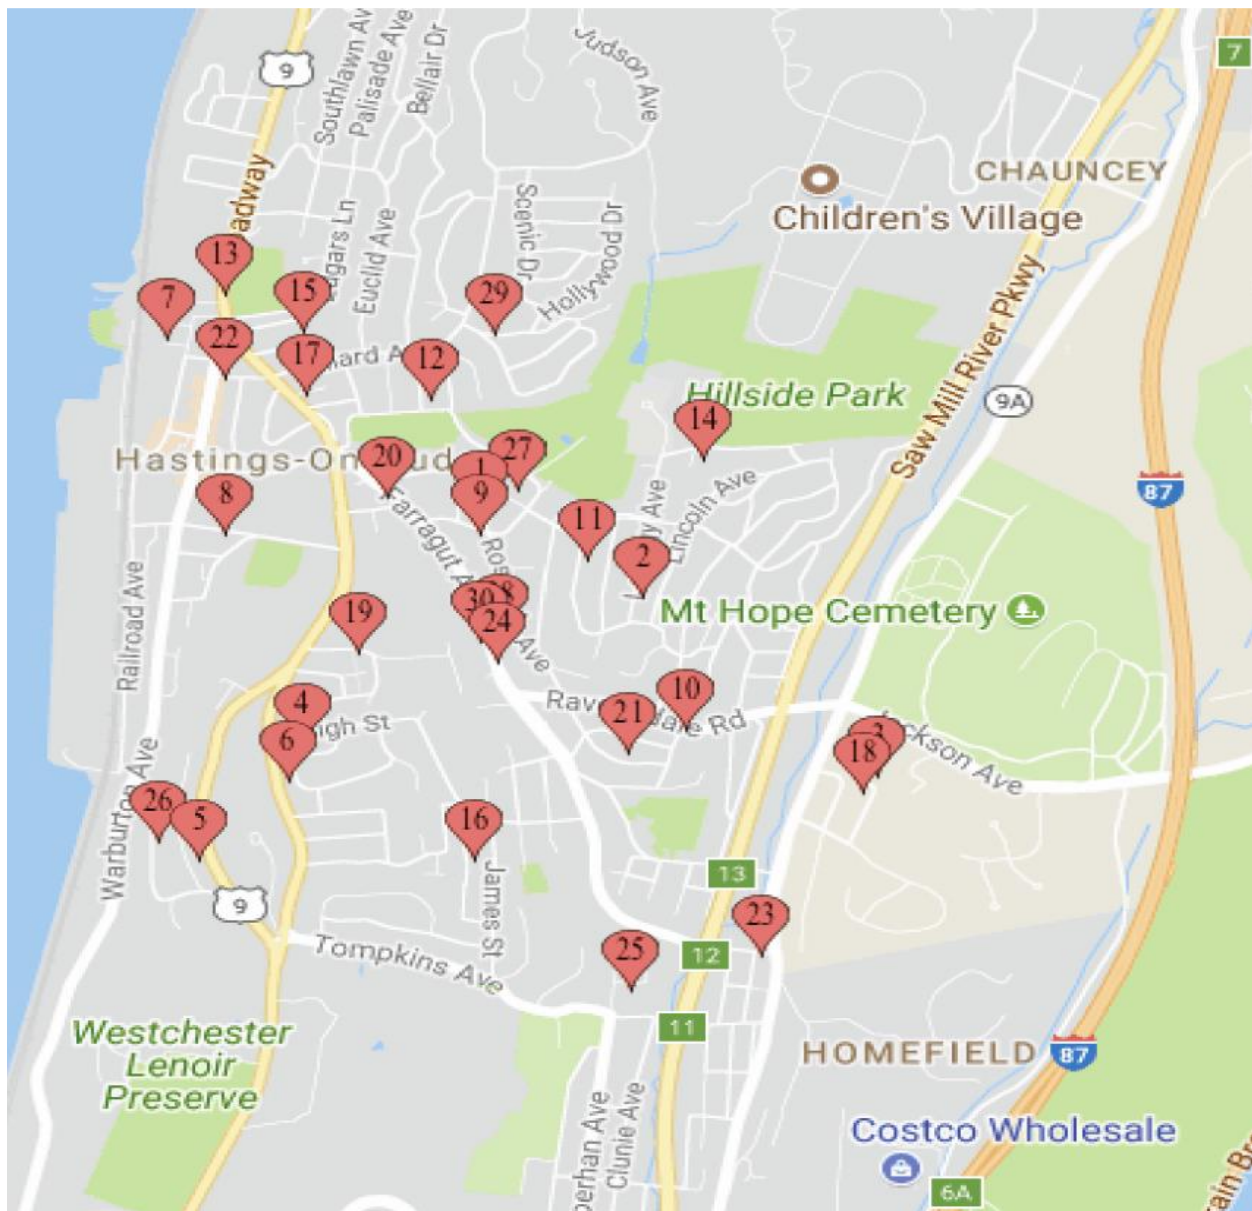 9
7
Southlawn Av
Palisade Ave
Bellair Dr
Judson Ave
CHAUNCEY
Children's Village
adway
Scenic Dr
Hollywood Dr
Euclid Ave
Saw Mill River Pkwy
13
7
15
29
22
17
12
9A
Hillside Park
14
87
Hastings-On
20
27
1
9
8
11
2
Lincoln Ave
Farragut A
Railroad Ave
Mt Hope Cemetery
19
30
24
Ave
10
21
Rd
4
6
3
18
Jackson Ave
Warburton Ave
26
5
16
James St
9
13
23
12
25
Tompkins Ave
11
Westchester
Lenoir
Preserve
HOMEFIELD
87
Clunie Ave
Costco Wholesale
6A